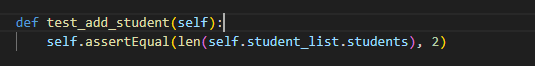 def test_add_student(self):
    self.assertEqual(len(self.student_list.students), 2)